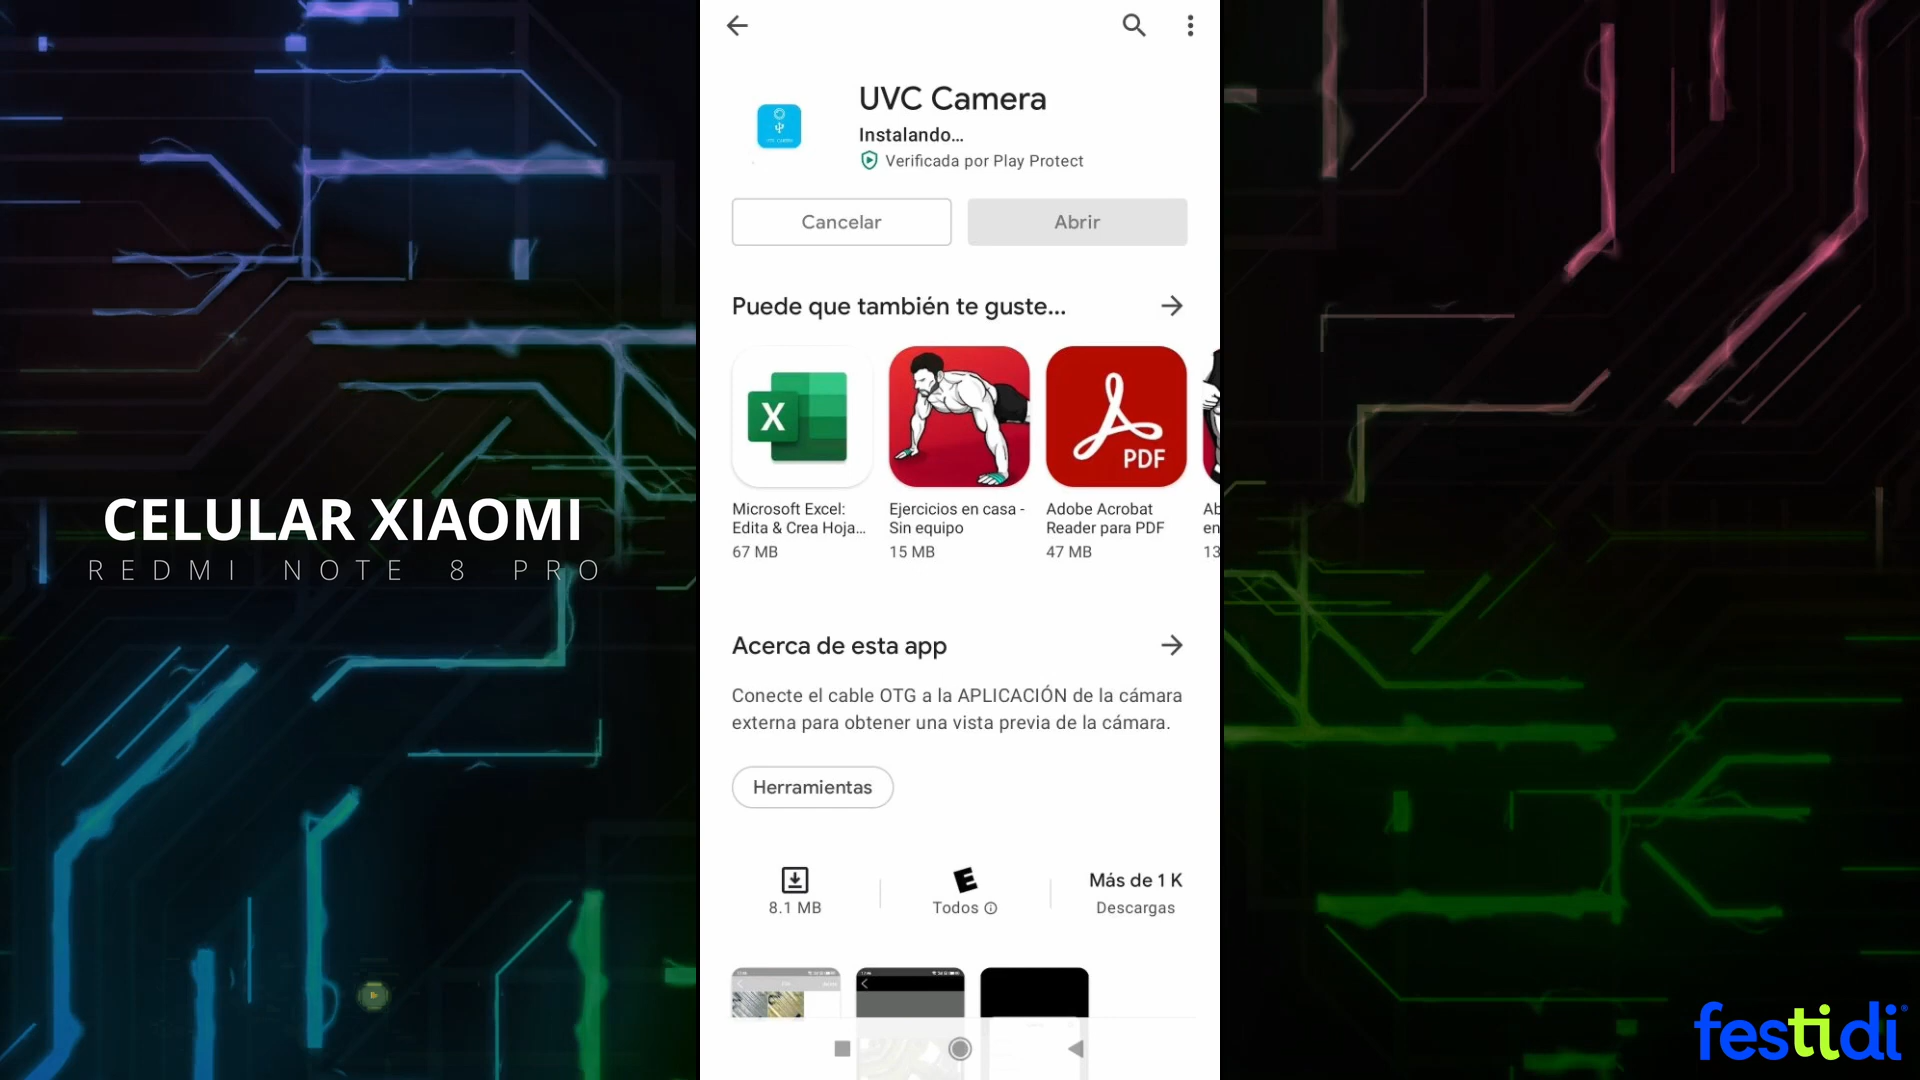 UVC Camera
Instalando...
Verificada por Play Protect
Cancelar
Abrir
Puede que también te guste...
X
PDF
Microsoft Excel:
Edita & Crea Hoja...
67 MB
Ejercicios en casa -
Sin equipo
15 MB
Adobe Acrobat
Reader para PDF
47 MB
Ab
en
13
CELULAR XIAOMI
REDMI NOTE 8 PRO
Acerca de esta app
Conecte el cable OTG a la APLICACIÓN de la cámara
externa para obtener una vista previa de la cámara.
Herramientas
8.1 MB
E
Todos
Más de 1 K
Descargas
festidi